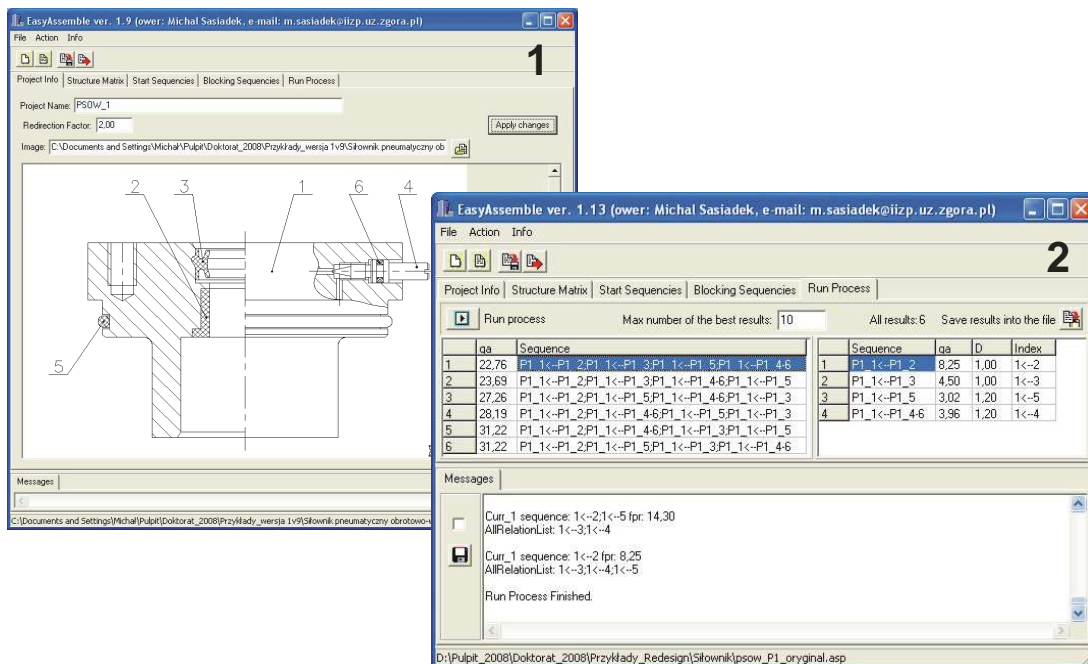 EasyAssemble ver. 1.9 (ower: Michal Sasiadek, e-mail: m.sasiadek@iizp.uz.zgora.pl)
File Action Info
1
Project Info Structure Matrix Start Sequencies Blocking Sequencies Run Process
Project Name: PSOW_1
Redirection Factor: 2,00
Apply changes
Image: C:\Documents and Settings\Michał\Pulpit\Doktorat_2008\Przykłady_wersja 1v9\Siłownik pneumatyczny ob
2 3 1 6 4
5
Messages
C:\Documents and Settings\Michał\Pulpit\Doktorat_2008\Przykłady_wersja 1v9\Siłownik pneumatyczny obrotowo-w
EasyAssemble ver. 1.13 (ower: Michal Sasiadek, e-mail: m.sasiadek@iizp.uz.zgora.pl)
File Action Info
2
Project Info Structure Matrix Start Sequencies Blocking Sequencies Run Process
Run process Max number of the best results: 10 All results: 6 Save results into the file
qa Sequence
1 22,76 P1_1<--P1_2;P1_1<--P1_3;P1_1<--P1_5;P1_1<--P1_4-6
2 23,69 P1_1<--P1_2;P1_1<--P1_3;P1_1<--P1_4-6;P1_1<--P1_5
3 27,26 P1_1<--P1_2;P1_1<--P1_5;P1_1<--P1_4-6;P1_1<--P1_3
4 28,19 P1_1<--P1_2;P1_1<--P1_4-6;P1_1<--P1_5;P1_1<--P1_3
5 31,22 P1_1<--P1_2;P1_1<--P1_4-6;P1_1<--P1_3;P1_1<--P1_5
6 31,22 P1_1<--P1_2;P1_1<--P1_5;P1_1<--P1_3;P1_1<--P1_4-6
Sequence qa D Index
1 P1_1<--P1_2 8,25 1,00 1<--2
2 P1_1<--P1_3 4,50 1,00 1<--3
3 P1_1<--P1_5 3,02 1,20 1<--5
4 P1_1<--P1_4-6 3,96 1,20 1<--4
Messages
Curr_1 sequence: 1<--2;1<--5 fpr: 14,30
AllRelationList: 1<--3;1<--4
Curr_1 sequence: 1<--2 fpr: 8,25
AllRelationList: 1<--3;1<--4;1<--5
Run Process Finished.
D:\Pulpit_2008\Doktorat_2008\Przykłady_Redesign\Siłownik\psow_P1_oryginal.asp